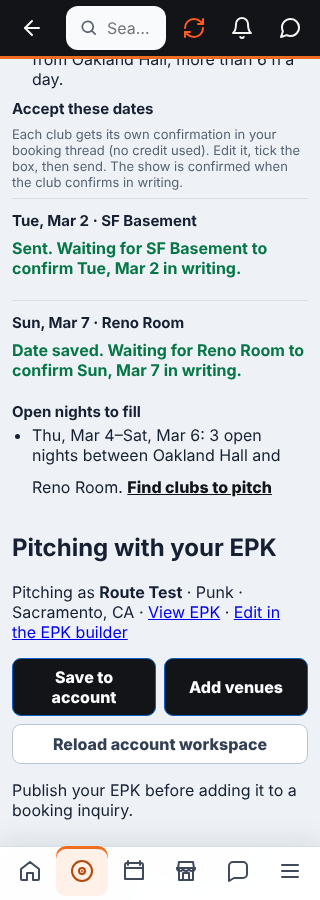 Sea...
from Oakland Hall, more than 6 h a
day.
Accept these dates
Each club gets its own confirmation in your
booking thread (no credit used). Edit it, tick the
box, then send. The show is confirmed when
the club confirms in writing.
Tue, Mar 2 · SF Basement
Sent. Waiting for SF Basement to
confirm Tue, Mar 2 in writing.
Sun, Mar 7 · Reno Room
Date saved. Waiting for Reno Room to
confirm Sun, Mar 7 in writing.
Open nights to fill
• Thu, Mar 4–Sat, Mar 6: 3 open
nights between Oakland Hall and
Reno Room. Find clubs to pitch
Pitching with your EPK
Pitching as Route Test · Punk ·
Sacramento, CA · View EPK · Edit in
the EPK builder
Save to
account
Add venues
Reload account workspace
Publish your EPK before adding it to a
booking inquiry.